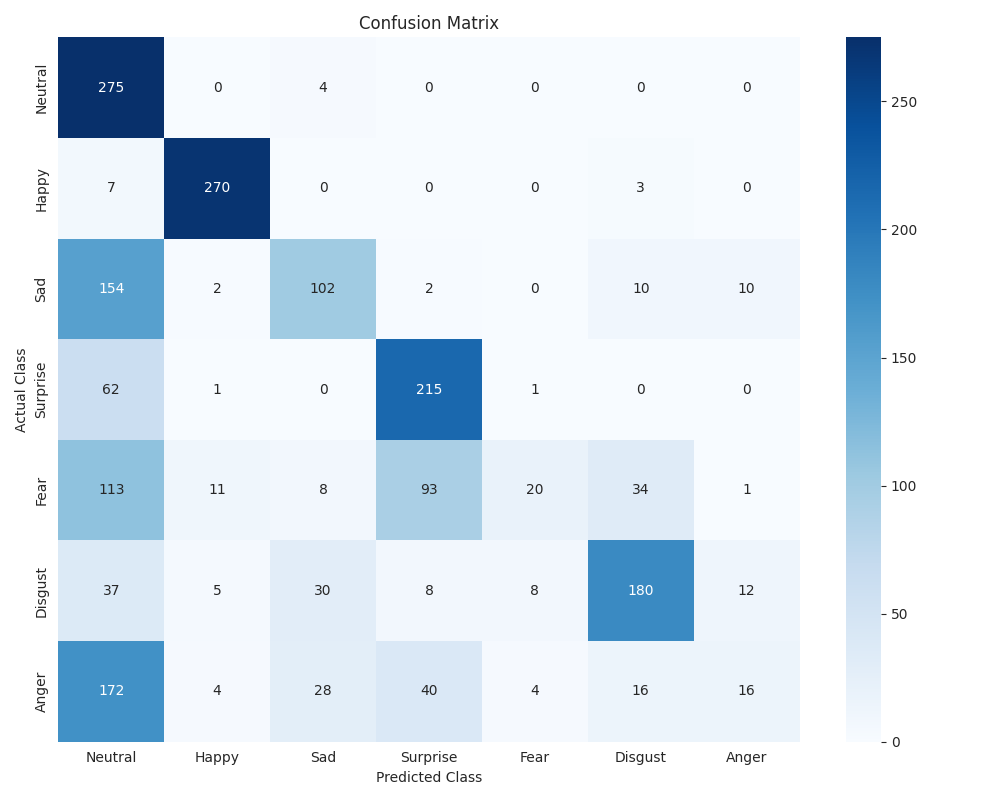 Confusion Matrix
Actual Class
Neutral 275 0 4 0 0 0 0
Happy 7 270 0 0 0 3 0
Sad 154 2 102 2 0 10 10
Surprise 62 1 0 215 1 0 0
Fear 113 11 8 93 20 34 1
Disgust 37 5 30 8 8 180 12
Anger 172 4 28 40 4 16 16
Neutral Happy Sad Surprise Fear Disgust Anger
Predicted Class
250
200
150
100
50
0